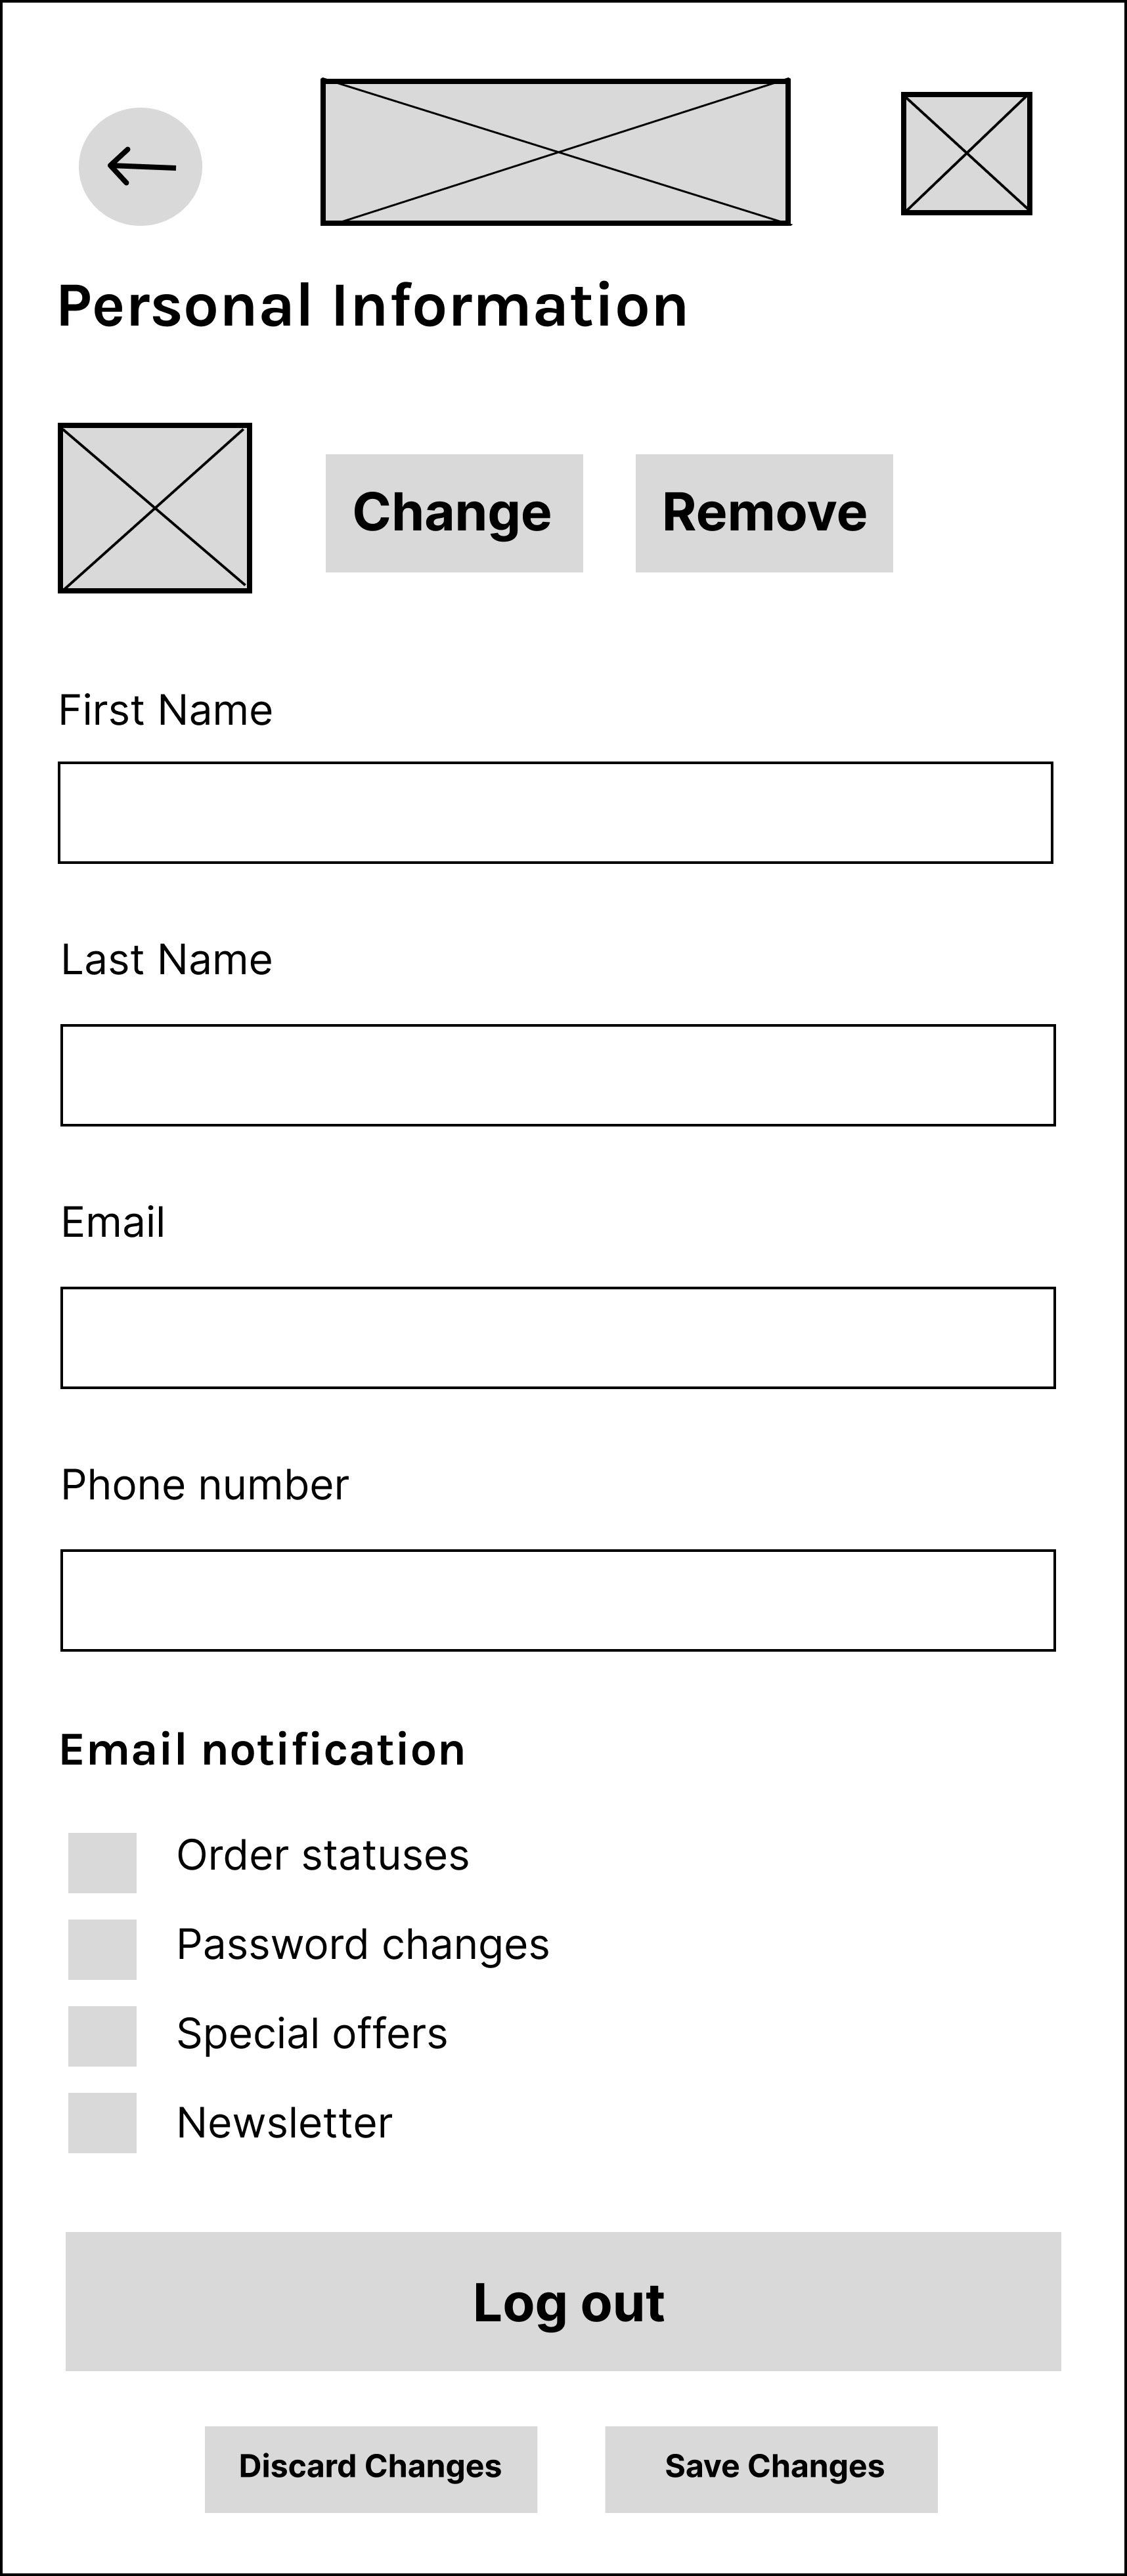 Personal Information
Change Remove
First Name
Last Name
Email
Phone number
Email notification
Order statuses
Password changes
Special offers
Newsletter
Log out
Discard Changes Save Changes